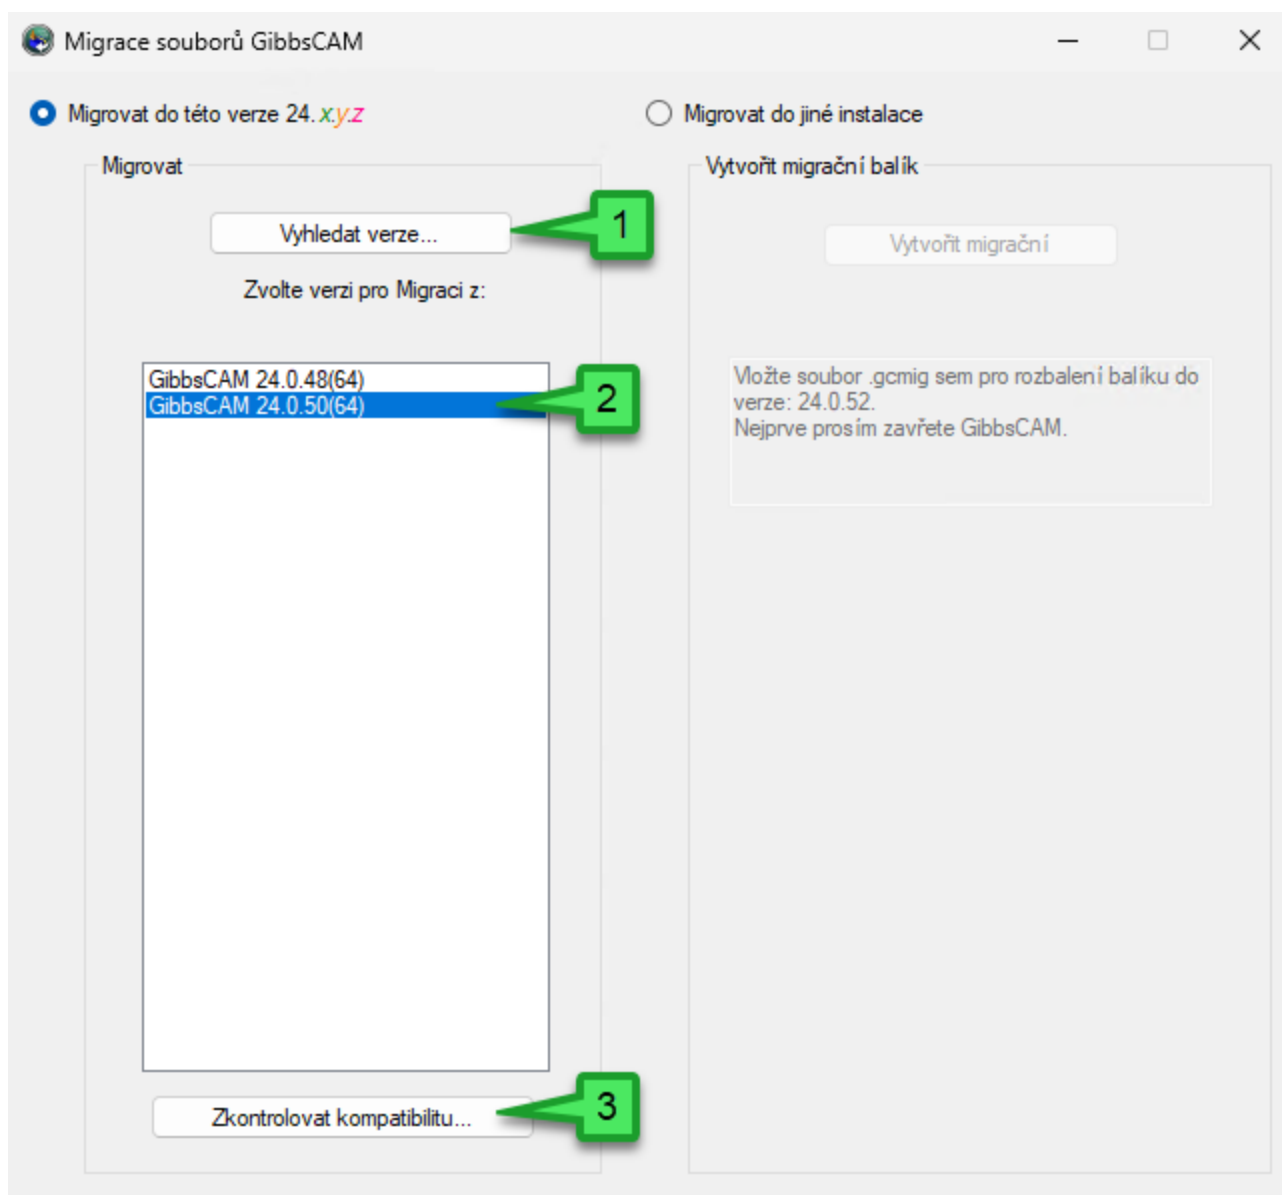 Migrace souborů GibbsCAM
Migrovat do této verze 24. x.y.z
Migrovat do jiné instalace
Migrovat
Vyhledat verze...
1
Zvolte verzi pro Migraci z:
GibbsCAM 24.0.48(64)
GibbsCAM 24.0.50(64)
2
Zkontrolovat kompatibilitu...
3
Vytvořit migrační balík
Vytvořit migrační
Vložte soubor .gcmig sem pro rozbalení balíku do
verze: 24.0.52.
Nejprve prosím zavřete GibbsCAM.